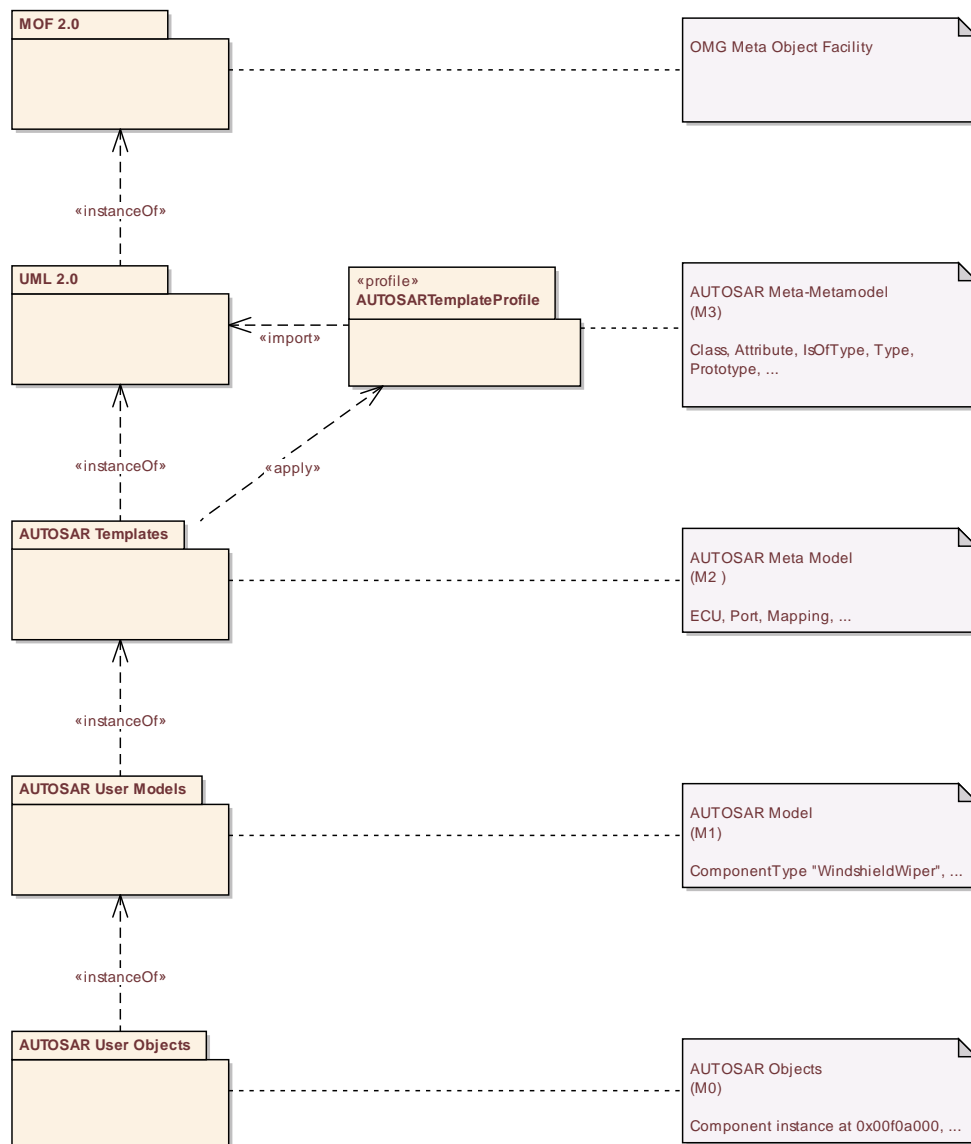 MOF 2.0
OMG Meta Object Facility
«instanceOf»
UML 2.0
«profile»
AUTOSARTemplateProfile
AUTOSAR Meta-Metamodel
(M3)
Class, Attribute, IsOfType, Type,
Prototype, ...
«import»
«instanceOf»
«apply»
AUTOSAR Templates
AUTOSAR Meta Model
(M2 )
ECU, Port, Mapping, ...
«instanceOf»
AUTOSAR User Models
AUTOSAR Model
(M1)
ComponentType "WindshieldWiper", ...
«instanceOf»
AUTOSAR User Objects
AUTOSAR Objects
(M0)
Component instance at 0x00f0a000, ...